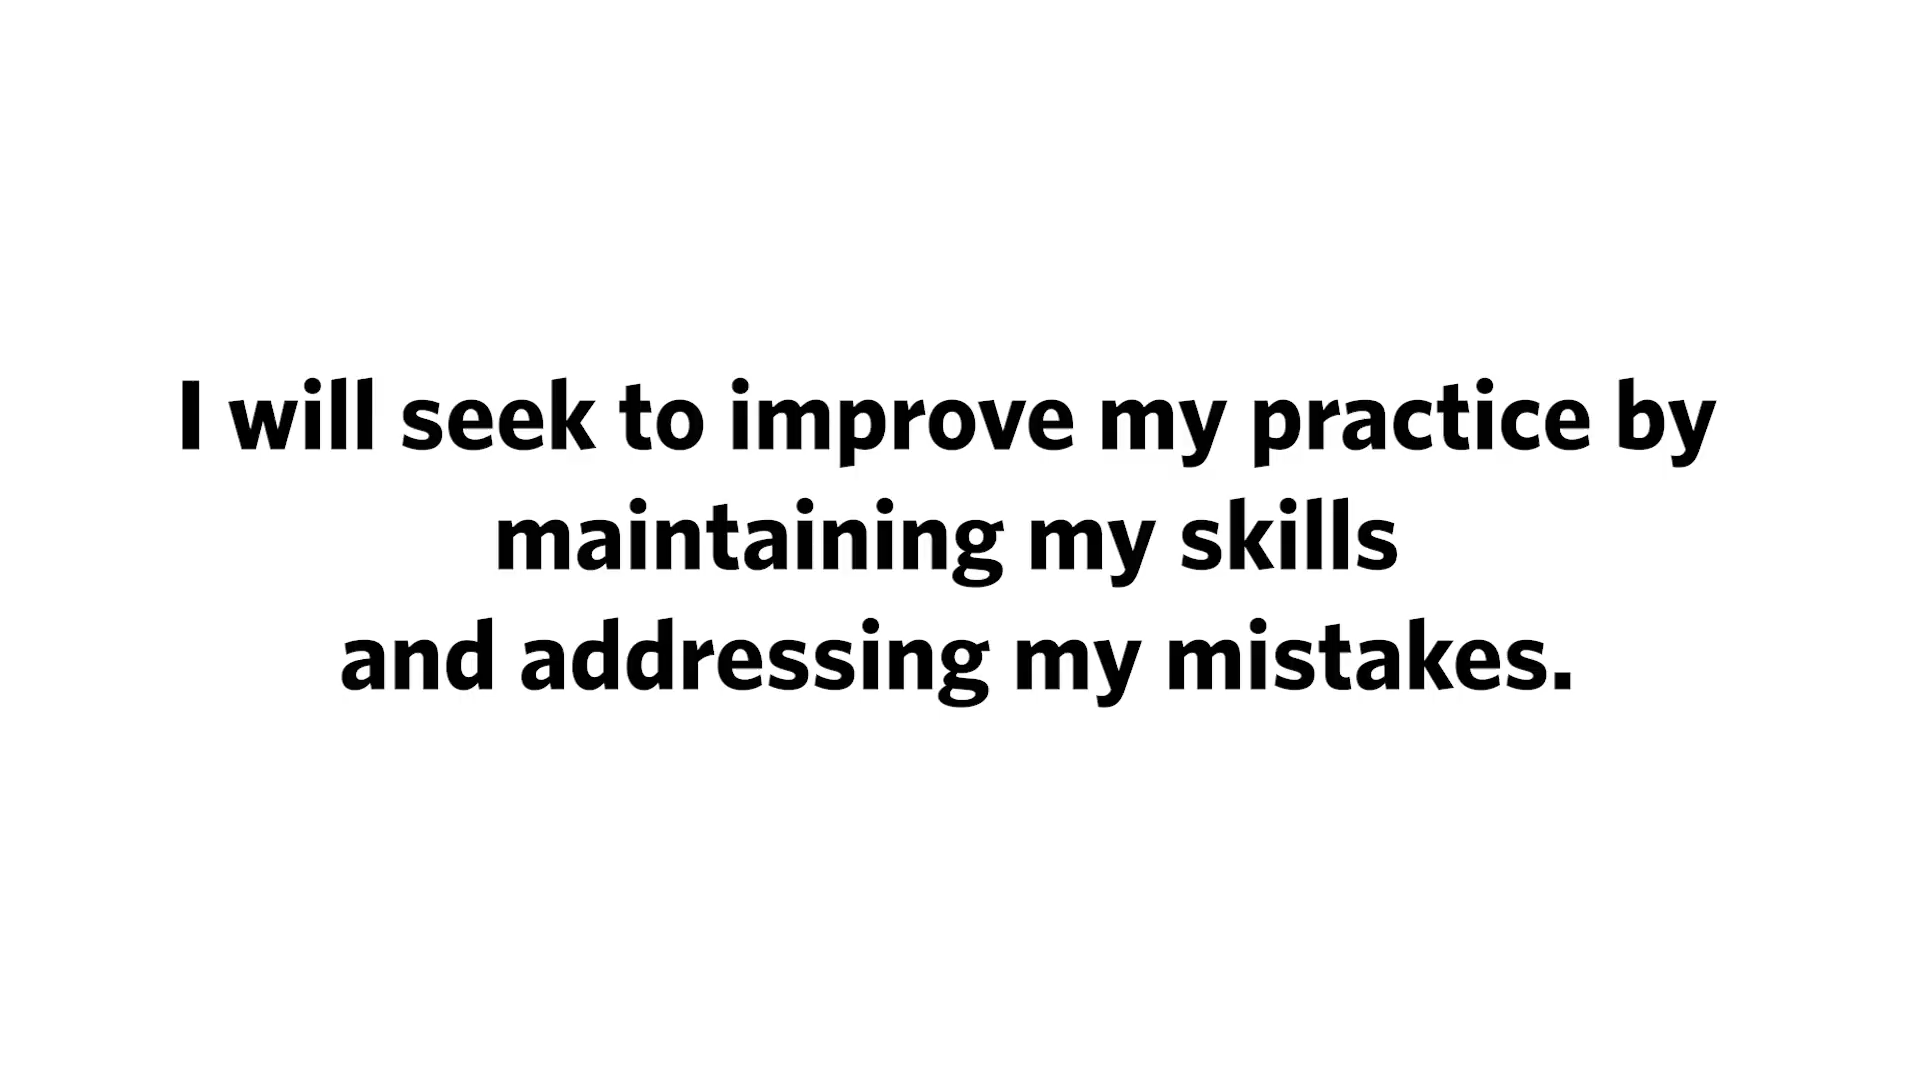 I will seek to improve my practice by
maintaining my skills
and addressing my mistakes.